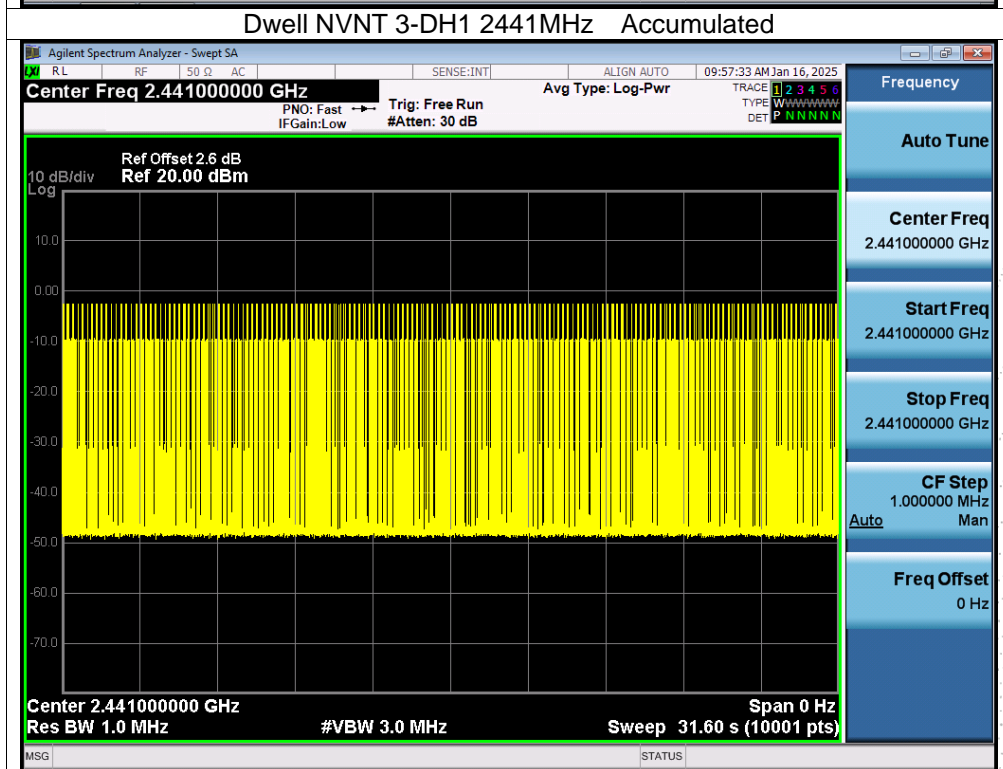 Dwell NVNT 3-DH1 2441MHz Accumulated
Agilent Spectrum Analyzer - Swept SA
LXI RL RF 50 Ω AC SENSE:INT ALIGN AUTO 09:57:33 AM Jan 16, 2025
Center Freq 2.441000000 GHz Avg Type: Log-Pwr TRACE 1 2 3 4 5 6
PNO: Fast Trig: Free Run TYPE WWWWWWW
IFGain:Low #Atten: 30 dB DET P N N N N N
Ref Offset 2.6 dB
10 dB/div Ref 20.00 dBm
Log
10.0
0.00
-10.0
-20.0
-30.0
-40.0
-50.0
-60.0
-70.0
Center 2.441000000 GHz Span 0 Hz
Res BW 1.0 MHz #VBW 3.0 MHz Sweep 31.60 s (10001 pts)
MSG STATUS
Frequency
Auto Tune
Center Freq
2.441000000 GHz
Start Freq
2.441000000 GHz
Stop Freq
2.441000000 GHz
CF Step
1.000000 MHz
Auto Man
Freq Offset
0 Hz